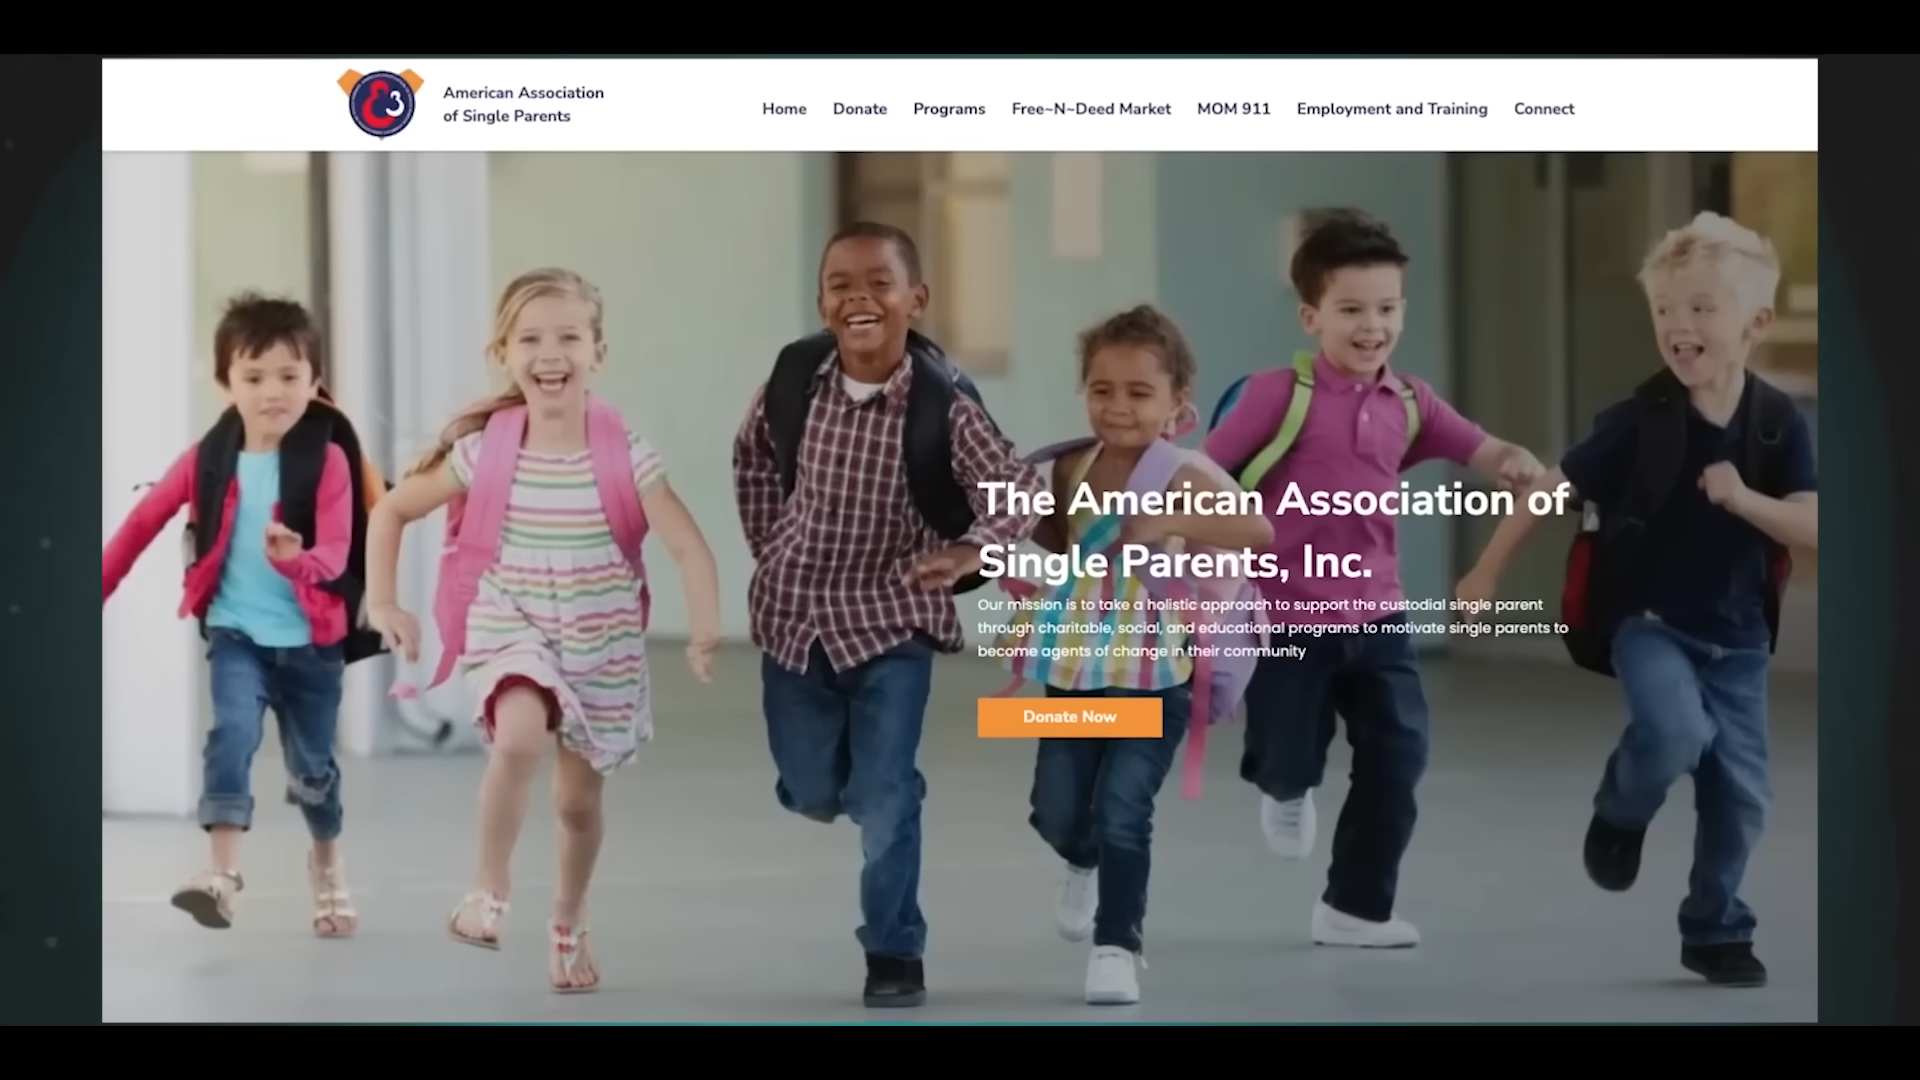 American Association
of Single Parents
Home Donate Programs Free~N~Deed Market MOM 911 Employment and Training Connect
The American Association of
Single Parents, Inc.
Our mission is to take a holistic approach to support the custodial single parent
through charitable, social, and educational programs to motivate single parents to
become agents of change in their community
Donate Now